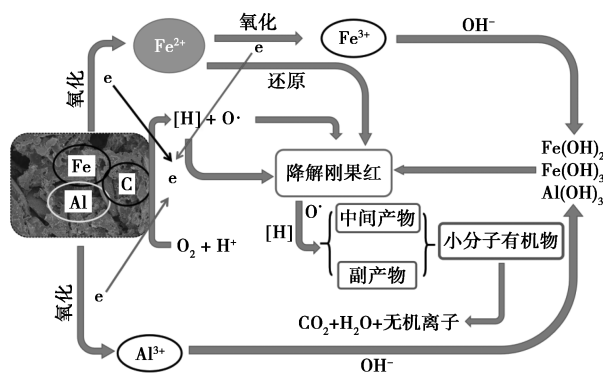 氧化
Fe²⁺
氧化
e
Fe³⁺
OH⁻
还原
e
[H] + O·
Fe
C
Al
e
降解刚果红
Fe(OH)₂
Fe(OH)₃
Al(OH)₃
O₂ + H⁺
[H]
O·
中间产物
副产物
小分子有机物
氧化
e
CO₂+H₂O+无机离子
Al³⁺
OH⁻